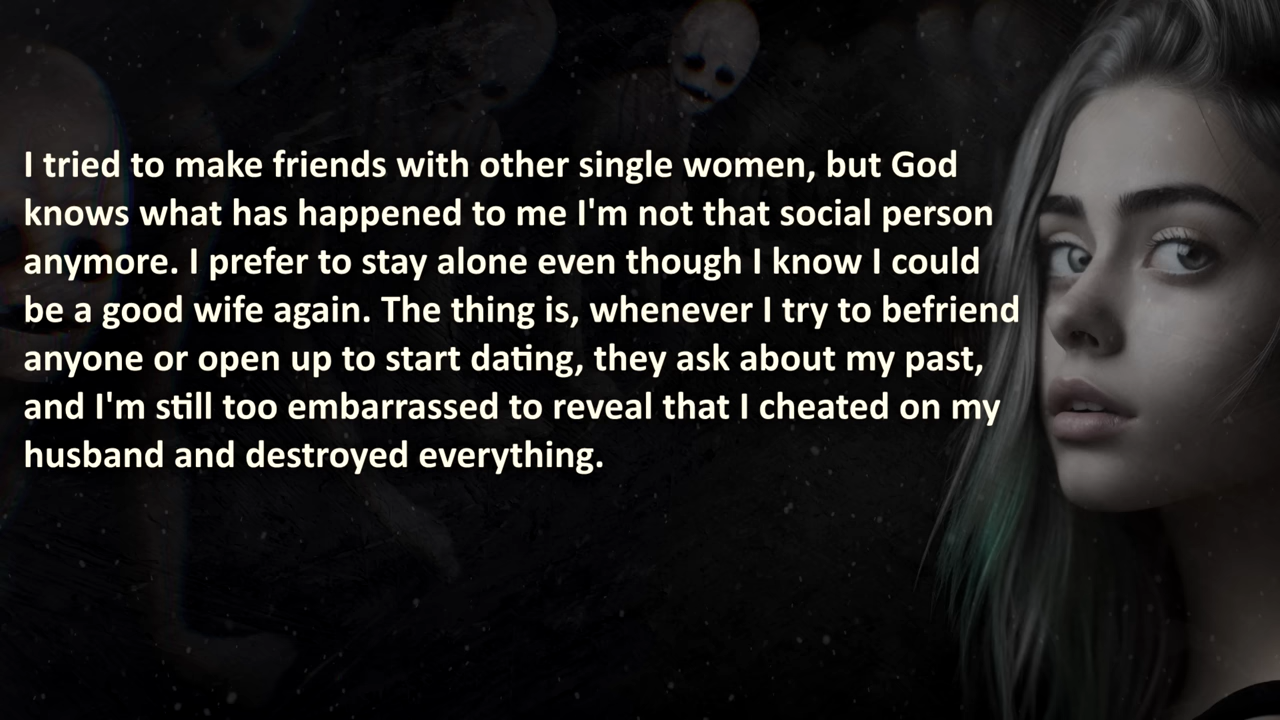 I tried to make friends with other single women, but God
knows what has happened to me I'm not that social person
anymore. I prefer to stay alone even though I know I could
be a good wife again. The thing is, whenever I try to befriend
anyone or open up to start dating, they ask about my past,
and I'm still too embarrassed to reveal that I cheated on my
husband and destroyed everything.